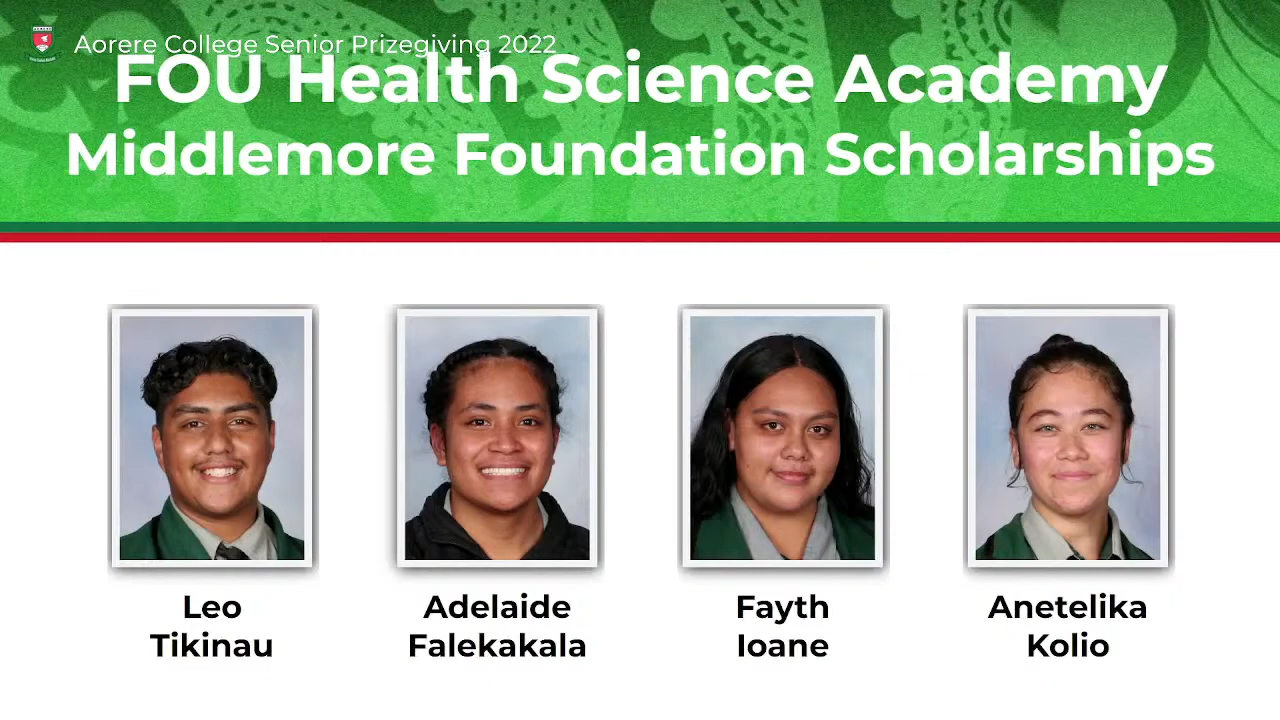 Aorere College Senior Prizegiving 2022
FOU Health Science Academy
Middlemore Foundation Scholarships
Leo
Tikinau
Adelaide
Falekakala
Fayth
Ioane
Anetelika
Kolio